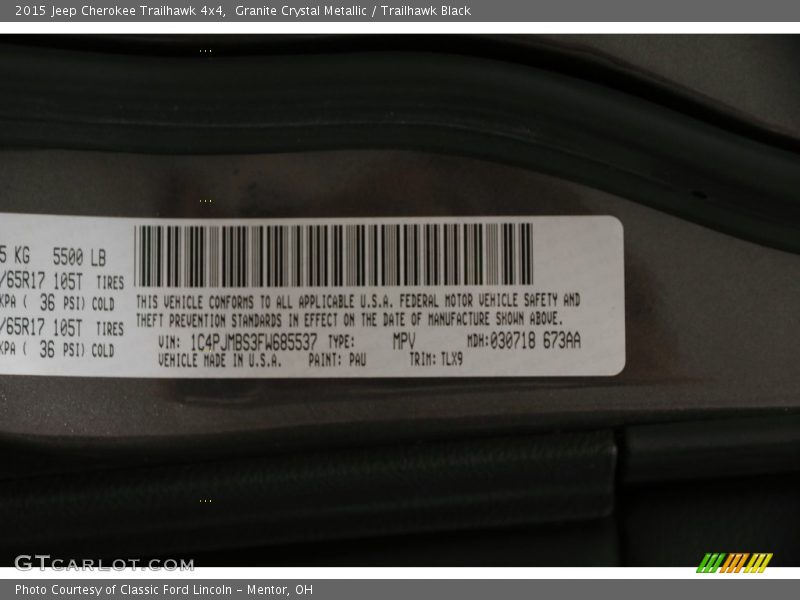 2015 Jeep Cherokee Trailhawk 4x4, Granite Crystal Metallic / Trailhawk Black
5 KG 5500 LB
/65R17 105T TIRES
KPA ( 36 PSI) COLD
/65R17 105T TIRES
KPA ( 36 PSI) COLD
THIS VEHICLE CONFORMS TO ALL APPLICABLE U.S.A. FEDERAL MOTOR VEHICLE SAFETY AND
THEFT PREVENTION STANDARDS IN EFFECT ON THE DATE OF MANUFACTURE SHOWN ABOVE.
VIN: 1C4PJMBS3FW685537 TYPE: MPV MDH:030718 673AA
VEHICLE MADE IN U.S.A. PAINT: PAU TRIM: TLX9
GTCARLOT.COM
Photo Courtesy of Classic Ford Lincoln - Mentor, OH